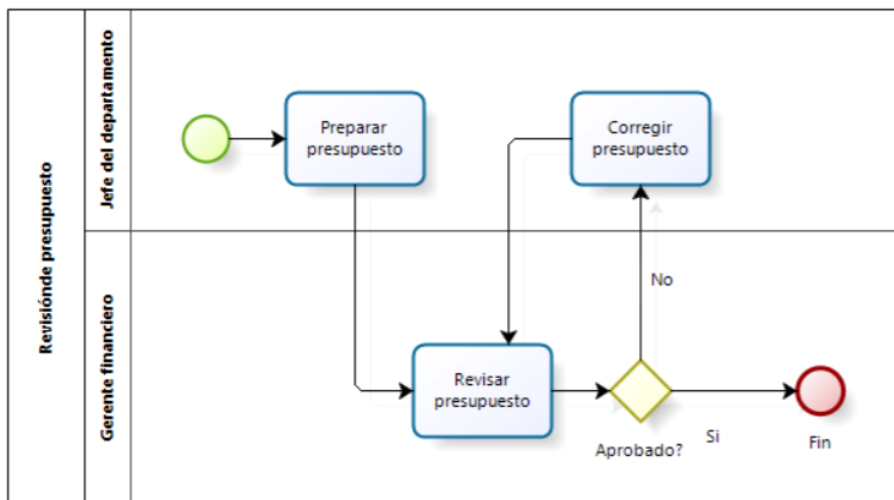 Revisiónde presupuesto
Jefe del departamento
Preparar
presupuesto
Corregir
presupuesto
Gerente financiero
No
Revisar
presupuesto
Aprobado?
Si
Fin